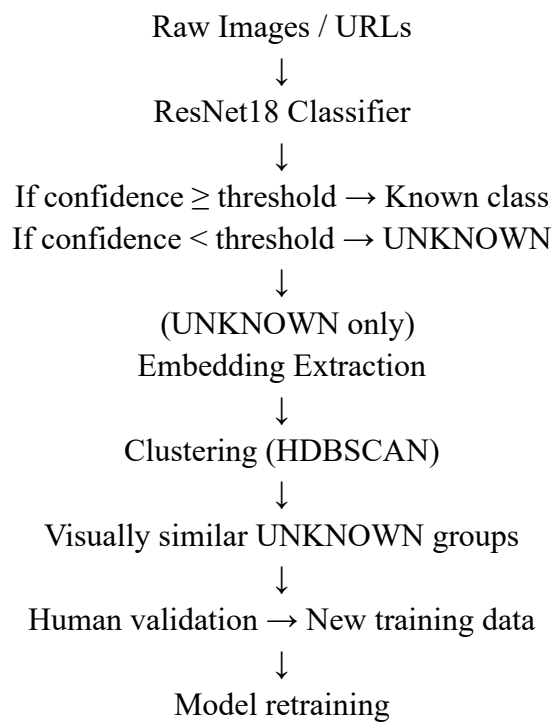 Raw Images / URLs
↓
ResNet18 Classifier
↓
If confidence ≥ threshold → Known class
If confidence < threshold → UNKNOWN
↓
(UNKNOWN only)
Embedding Extraction
↓
Clustering (HDBSCAN)
↓
Visually similar UNKNOWN groups
↓
Human validation → New training data
↓
Model retraining